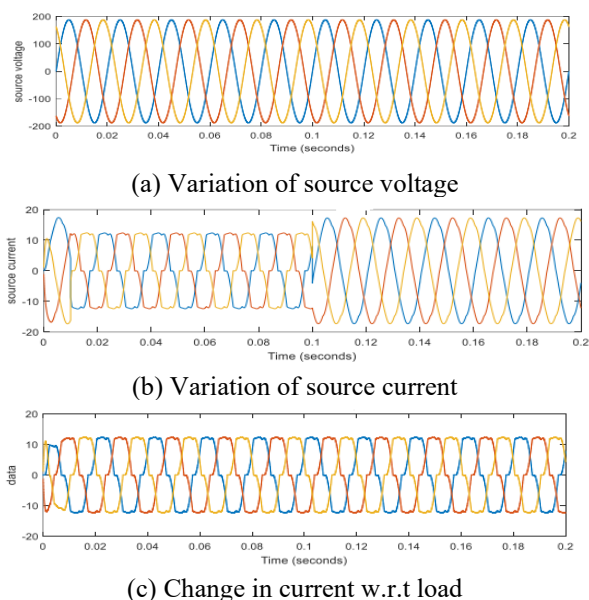 source voltage
200
100
0
-100
-200
0 0.02 0.04 0.06 0.08 0.1 0.12 0.14 0.16 0.18 0.2
Time (seconds)
(a) Variation of source voltage
source current
20
10
0
-10
-20
0 0.02 0.04 0.06 0.08 0.1 0.12 0.14 0.16 0.18 0.2
Time (seconds)
(b) Variation of source current
data
20
10
0
-10
-20
0 0.02 0.04 0.06 0.08 0.1 0.12 0.14 0.16 0.18 0.2
Time (seconds)
(c) Change in current w.r.t load